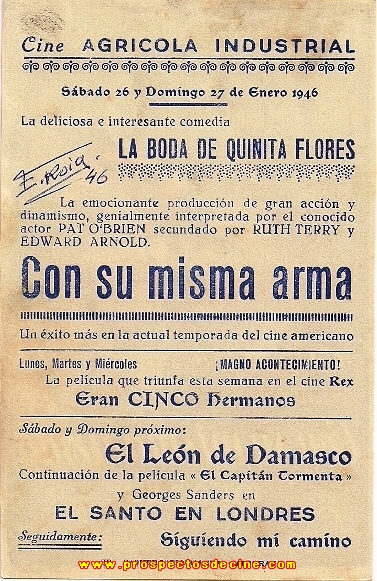 Cine AGRICOLA INDUSTRIAL
Sábado 26 y Domingo 27 de Enero 1946
La deliciosa e interesante comedia
LA BODA DE QUINITA FLORES
E. Roig 46
La emocionante producción de gran acción y
dinamismo, genialmente interpretada por el conocido
actor PAT O'BRIEN secundado por RUTH TERRY y
EDWARD ARNOLD.
Con su misma arma
Un éxito más en la actual temporada del cine americano
Lunes, Martes y Miércoles ¡MAGNO ACONTECIMIENTO!
La película que triunfa esta semana en el cine Rex
Eran CINCO Hermanos
Sábado y Domingo próximo:
El León de Damasco
Continuación de la película « El Capitán Tormenta »
y Georges Sanders en
EL SANTO EN LONDRES
Seguidamente: Siguiendo mi camino
www.prospectosdecine.com